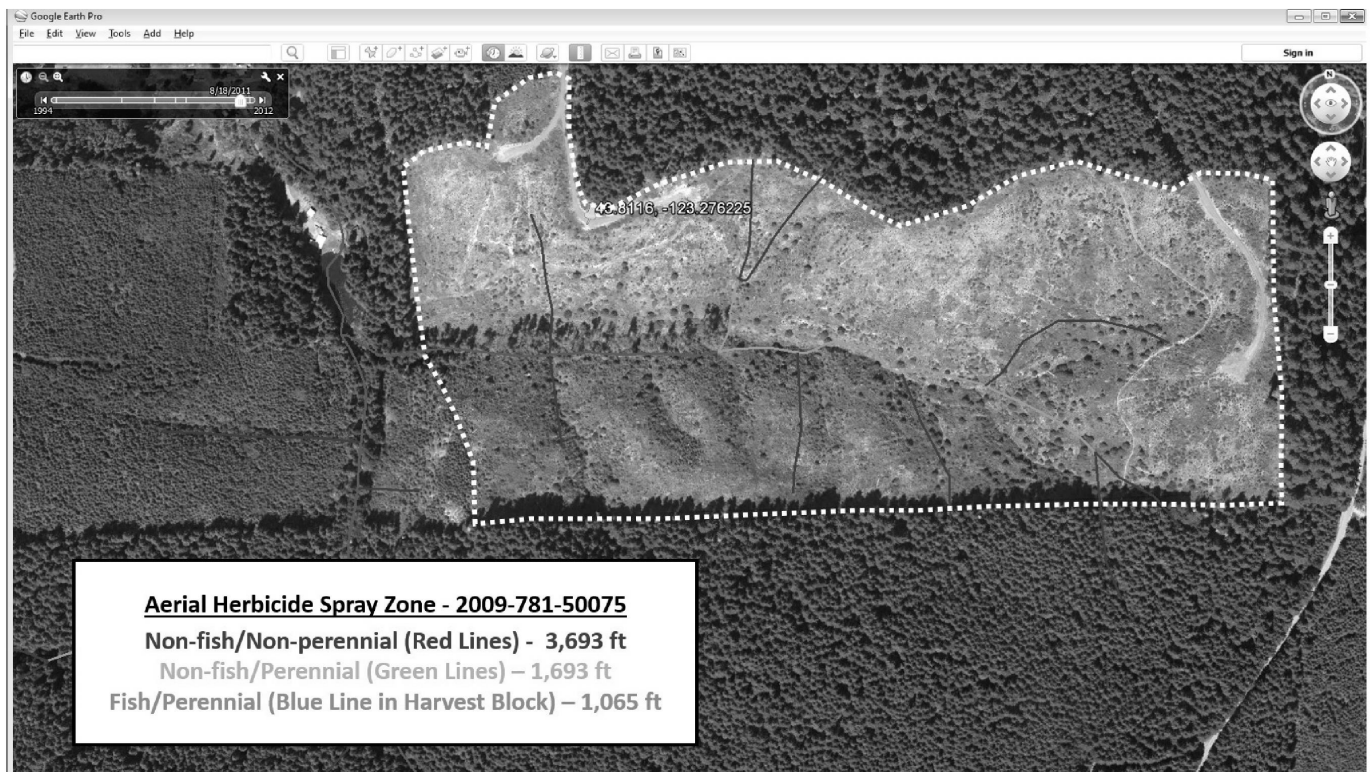 Google Earth Pro
File Edit View Tools Add Help
Sign in
8/18/2011
1994 2012
N
43.8116, -123.276225
Aerial Herbicide Spray Zone - 2009-781-50075
Non-fish/Non-perennial (Red Lines) - 3,693 ft
Non-fish/Perennial (Green Lines) – 1,693 ft
Fish/Perennial (Blue Line in Harvest Block) – 1,065 ft